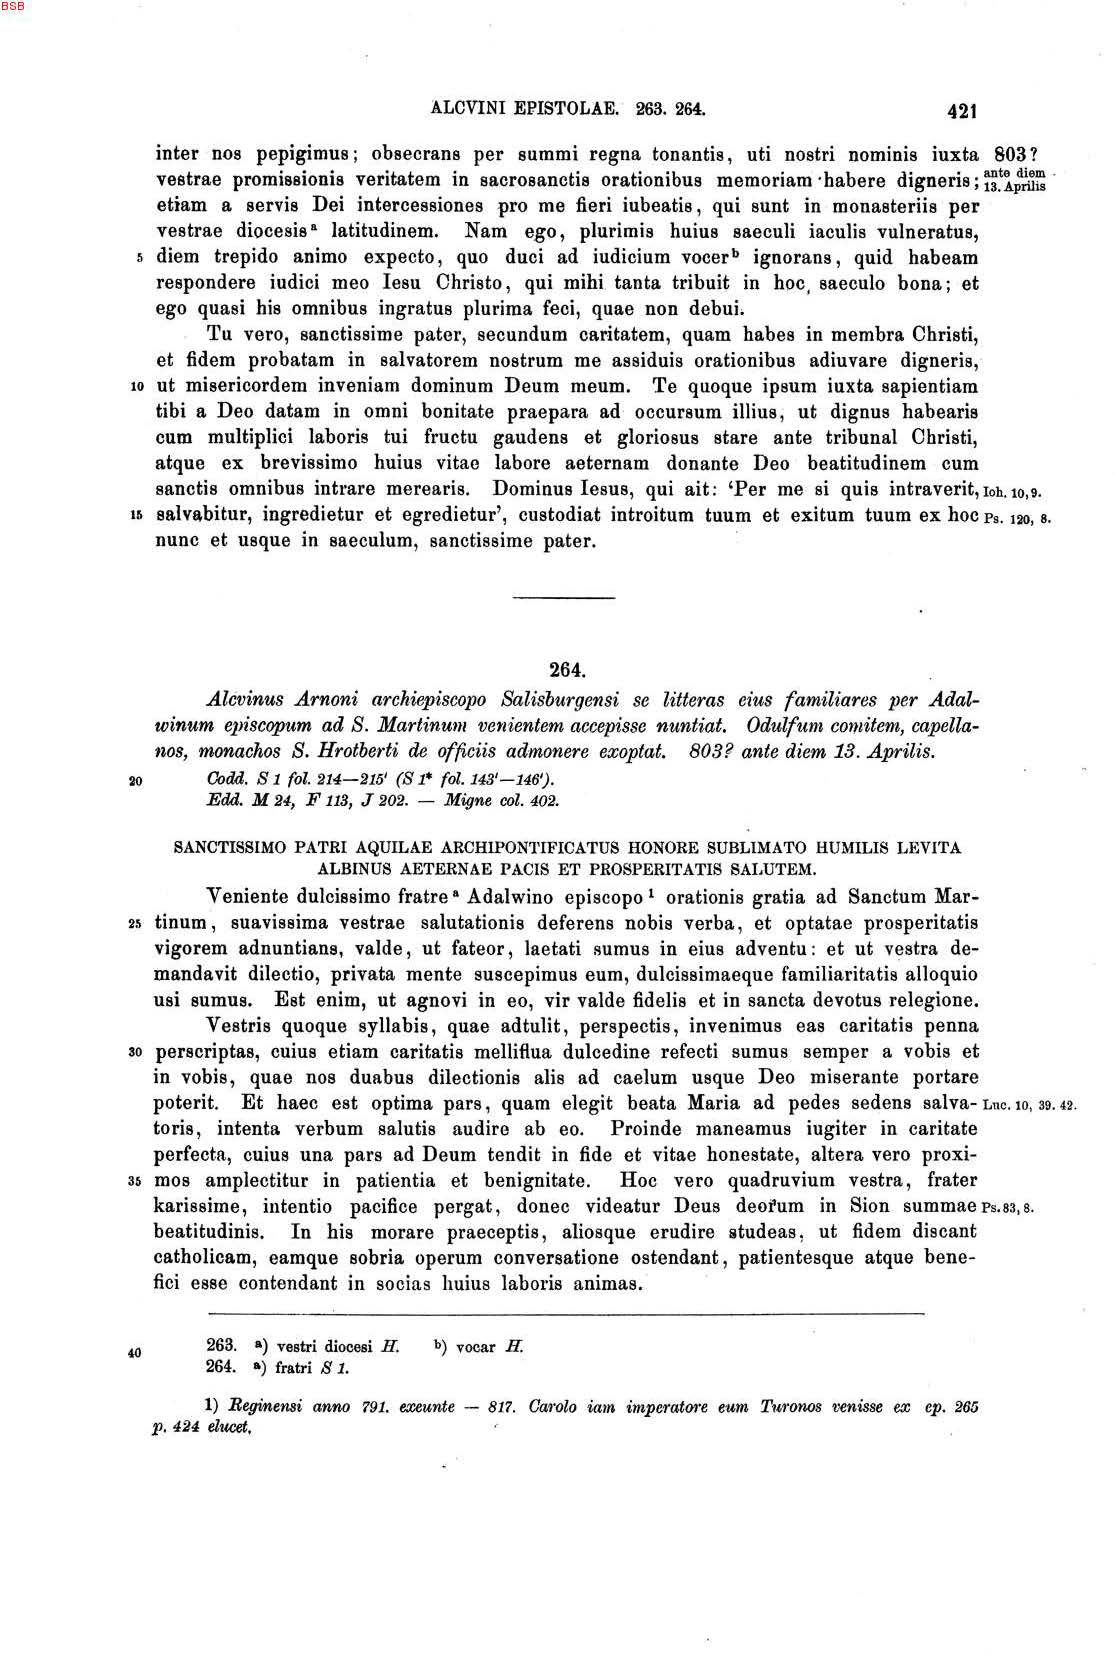 BSB
ALCVINI EPISTOLAE. 263. 264. 421
inter nos pepigimus; obsecrans per summi regna tonantis, uti nostri nominis iuxta 803?
vestrae promissionis veritatem in sacrosanctis orationibus memoriam habere digneris; ante diem 13. Aprilis
etiam a servis Dei intercessiones pro me fieri iubeatis, qui sunt in monasteriis per
vestrae diocesis a latitudinem. Nam ego, plurimis huius saeculi iaculis vulneratus,
5 diem trepido animo expecto, quo duci ad iudicium vocer b ignorans, quid habeam
respondere iudici meo Iesu Christo, qui mihi tanta tribuit in hoc saeculo bona; et
ego quasi his omnibus ingratus plurima feci, quae non debui.
Tu vero, sanctissime pater, secundum caritatem, quam habes in membra Christi,
et fidem probatam in salvatorem nostrum me assiduis orationibus adiuvare digneris,
10 ut misericordem inveniam dominum Deum meum. Te quoque ipsum iuxta sapientiam
tibi a Deo datam in omni bonitate praepara ad occursum illius, ut dignus habearis
cum multiplici laboris tui fructu gaudens et gloriosus stare ante tribunal Christi,
atque ex brevissimo huius vitae labore aeternam donante Deo beatitudinem cum
sanctis omnibus intrare merearis. Dominus Iesus, qui ait: ‘Per me si quis intraverit, Ioh. 10, 9.
15 salvabitur, ingredietur et egredietur’, custodiat introitum tuum et exitum tuum ex hoc Ps. 120, 8.
nunc et usque in saeculum, sanctissime pater.
264.
Alcvinus Arnoni archiepiscopo Salisburgensi se litteras eius familiares per Adal-
winum episcopum ad S. Martinum venientem accepisse nuntiat. Odulfum comitem, capella-
nos, monachos S. Hrotberti de officiis admonere exoptat. 803? ante diem 13. Aprilis.
20 Codd. S 1 fol. 214—215' (S 1* fol. 143'—146').
Edd. M 24, F 113, J 202. — Migne col. 402.
SANCTISSIMO PATRI AQUILAE ARCHIPONTIFICATUS HONORE SUBLIMATO HUMILIS LEVITA
ALBINUS AETERNAE PACIS ET PROSPERITATIS SALUTEM.
Veniente dulcissimo fratre a Adalwino episcopo 1 orationis gratia ad Sanctum Mar-
25 tinum, suavissima vestrae salutationis deferens nobis verba, et optatae prosperitatis
vigorem adnuntians, valde, ut fateor, laetati sumus in eius adventu: et ut vestra de-
mandavit dilectio, privata mente suscepimus eum, dulcissimaeque familiaritatis alloquio
usi sumus. Est enim, ut agnovi in eo, vir valde fidelis et in sancta devotus relegione.
Vestris quoque syllabis, quae adtulit, perspectis, invenimus eas caritatis penna
30 perscriptas, cuius etiam caritatis melliflua dulcedine refecti sumus semper a vobis et
in vobis, quae nos duabus dilectionis alis ad caelum usque Deo miserante portare
poterit. Et haec est optima pars, quam elegit beata Maria ad pedes sedens salva- Luc. 10, 39. 42.
toris, intenta verbum salutis audire ab eo. Proinde maneamus iugiter in caritate
perfecta, cuius una pars ad Deum tendit in fide et vitae honestate, altera vero proxi-
35 mos amplectitur in patientia et benignitate. Hoc vero quadruvium vestra, frater
karissime, intentio pacifice pergat, donec videatur Deus deorum in Sion summae Ps. 83, 8.
beatitudinis. In his morare praeceptis, aliosque erudire studeas, ut fidem discant
catholicam, eamque sobria operum conversatione ostendant, patientesque atque bene-
fici esse contendant in socias huius laboris animas.
40 263. a) vestri diocesi H. b) vocar H.
264. a) fratri S 1.
1) Reginensi anno 791. exeunte — 817. Carolo iam imperatore eum Turonos venisse ex ep. 265
p. 424 elucet.